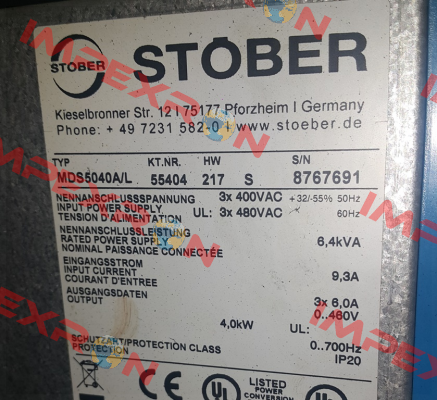 STOBER
STÖBER
Kieselbronner Str. 12 I 75177 Pforzheim I Germany
Phone: + 49 7231 582-0 I www.stoeber.de
TYP KT.NR. HW S/N
MDS5040A/L 55404 217 S 8767691
NENNANSCHLUSSSPANNUNG 3x 400VAC +32/-55% 50Hz
INPUT POWER SUPPLY UL: 3x 480VAC 60Hz
TENSION D'ALIMENTATION
NENNANSCHLUSSLEISTUNG
RATED POWER SUPPLY 6,4kVA
NOMINAL PAISSANCE CONNECTÉE
EINGANGSSTROM
INPUT CURRENT 9,3A
COURANT D'ENTREE
AUSGANGSDATEN 3x 6,0A
OUTPUT 0..460V
4,0kW UL:
0..700Hz
SCHUTZART/PROTECTION CLASS IP20
PROTECTION
CE
UL
LISTED
POWER
CONVERSION
UL
IMPEXRON